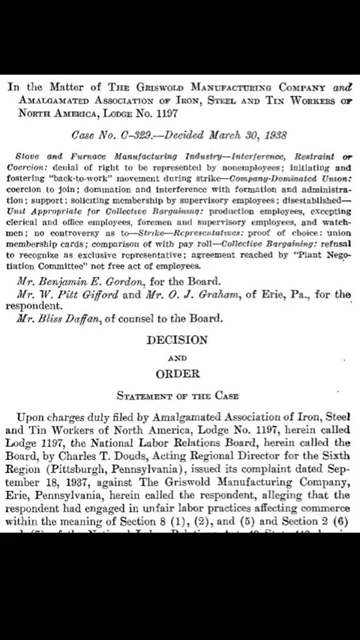 In the Matter of THE GRISWOLD MANUFACTURING COMPANY and
AMALGAMATED ASSOCIATION OF IRON, STEEL AND TIN WORKERS OF
NORTH AMERICA, LODGE NO. 1197
Case No. C-329.—Decided March 30, 1938
Stove and Furnace Manufacturing Industry—Interference, Restraint or
Coercion: denial of right to be represented by nonemployees; initiating and
fostering "back-to-work" movement during strike—Company-Dominated Union:
coercion to join; domination and interference with formation and administra-
tion; support; soliciting membership by supervisory employees; disestablished—
Unit Appropriate for Collective Bargaining: production employees, excepting
clerical and office employees, foremen and supervisory employees, and watch-
men; no controversy as to—Strike—Representatives: proof of choice: union
membership cards; comparison of with pay roll—Collective Bargaining: refusal
to recognize as exclusive representative; agreement reached by "Plant Nego-
tiation Committee" not free act of employees.
Mr. Benjamin E. Gordon, for the Board.
Mr. W. Pitt Gifford and Mr. O. J. Graham, of Erie, Pa., for the
respondent.
Mr. Bliss Daffan, of counsel to the Board.
DECISION
AND
ORDER
STATEMENT OF THE CASE
Upon charges duly filed by Amalgamated Association of Iron, Steel
and Tin Workers of North America, Lodge No. 1197, herein called
Lodge 1197, the National Labor Relations Board, herein called the
Board, by Charles T. Douds, Acting Regional Director for the Sixth
Region (Pittsburgh, Pennsylvania), issued its complaint dated Sep-
tember 18, 1937, against The Griswold Manufacturing Company,
Erie, Pennsylvania, herein called the respondent, alleging that the
respondent had engaged in unfair labor practices affecting commerce
within the meaning of Section 8 (1), (2), and (5) and Section 2 (6)